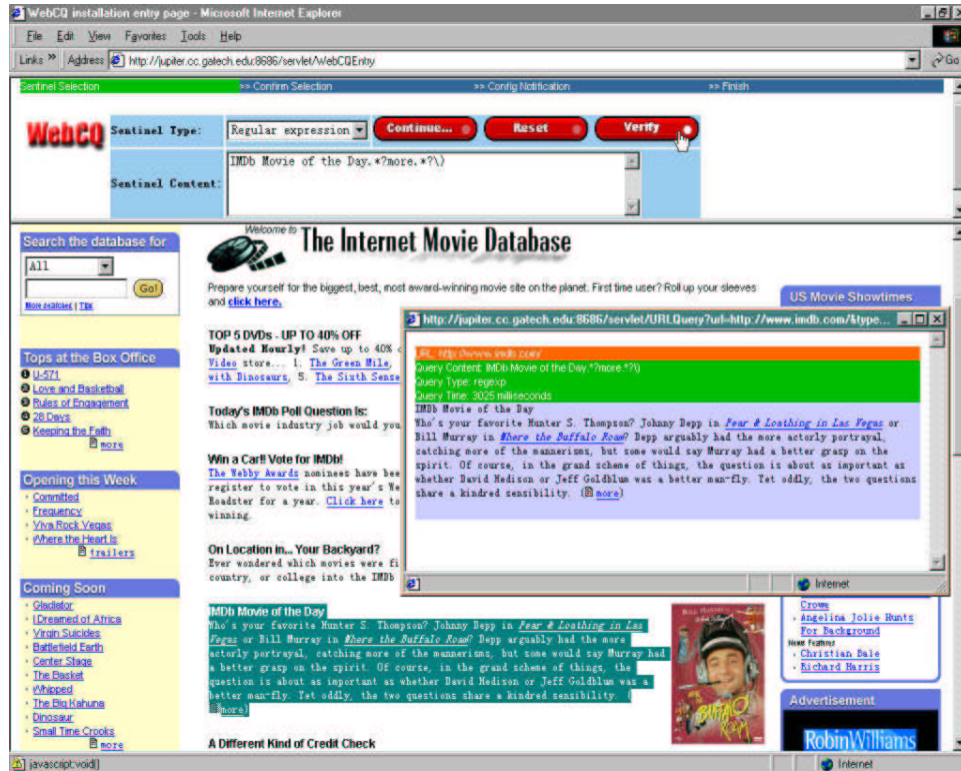 WebCQ installation entry page - Microsoft Internet Explorer
File Edit View Favorites Tools Help
Links » Address http://jupiter.cc.gatech.edu:8686/servlet/WebCQEntry Go
Sentinel Selection >> Confirm Selection >> Config Notification >> Finish
WebCQ
Sentinel Type: Regular expression Continue... Reset Verify
Sentinel Content:
IMDb Movie of the Day.*?more.*?\)
Search the database for
All
Go!
More searches | Tips
Tops at the Box Office
U-571
Love and Basketball
Rules of Engagement
28 Days
Keeping the Faith
more
Opening this Week
Committed
Frequency
Viva Rock Vegas
Where the Heart Is
trailers
Coming Soon
Gladiator
I Dreamed of Africa
Virgin Suicides
Battlefield Earth
Center Stage
The Basket
Whipped
The Big Kahuna
Dinosaur
Small Time Crooks
more
Welcome to
The Internet Movie Database
Prepare yourself for the biggest, best, most award-winning movie site on the planet. First time user? Roll up your sleeves
and click here.
TOP 5 DVDs - UP TO 40% OFF
Updated Hourly! Save up to 40%
Video store... 1. The Green Mile,
with Dinosaurs, 5. The Sixth Sense
Today's IMDb Poll Question Is:
Which movie industry job would you
Win a Car!! Vote for IMDb!
The Webby Awards nominees have bee
register to vote in this year's We
Roadster for a year. Click here to
winning.
On Location in... Your Backyard?
Ever wondered which movies were fi
country, or college into the IMDb
IMDb Movie of the Day
Who's your favorite Hunter S. Thompson? Johnny Depp in Fear & Loathing in Las
Vegas or Bill Murray in Where the Buffalo Roam? Depp arguably had the more
actorly portrayal, catching more of the mannerisms, but some would say Murray had
a better grasp on the spirit. Of course, in the grand scheme of things, the
question is about as important as whether David Hedison or Jeff Goldblum was a
better man-fly. Yet oddly, the two questions share a kindred sensibility. (
more)
A Different Kind of Credit Check
BUFFALO
ROAM
US Movie Showtimes
http://jupiter.cc.gatech.edu:8686/servlet/URLQuery?url=http://www.imdb.com/&type...
URL: http://www.imdb.com/
Query Content: IMDb Movie of the Day.*?more.*?\)
Query Type: regexp
Query Time: 3025 milliseconds
IMDb Movie of the Day
Who's your favorite Hunter S. Thompson? Johnny Depp in Fear & Loathing in Las Vegas or
Bill Murray in Where the Buffalo Roam? Depp arguably had the more actorly portrayal,
catching more of the mannerisms, but some would say Murray had a better grasp on the
spirit. Of course, in the grand scheme of things, the question is about as important as
whether David Hedison or Jeff Goldblum was a better man-fly. Yet oddly, the two questions
share a kindred sensibility. (more)
Internet
Crowe
Angelina Jolie Hunts
For Background
News Features
Christian Bale
Richard Harris
Advertisement
RobinWilliams
javascript:void()
Internet